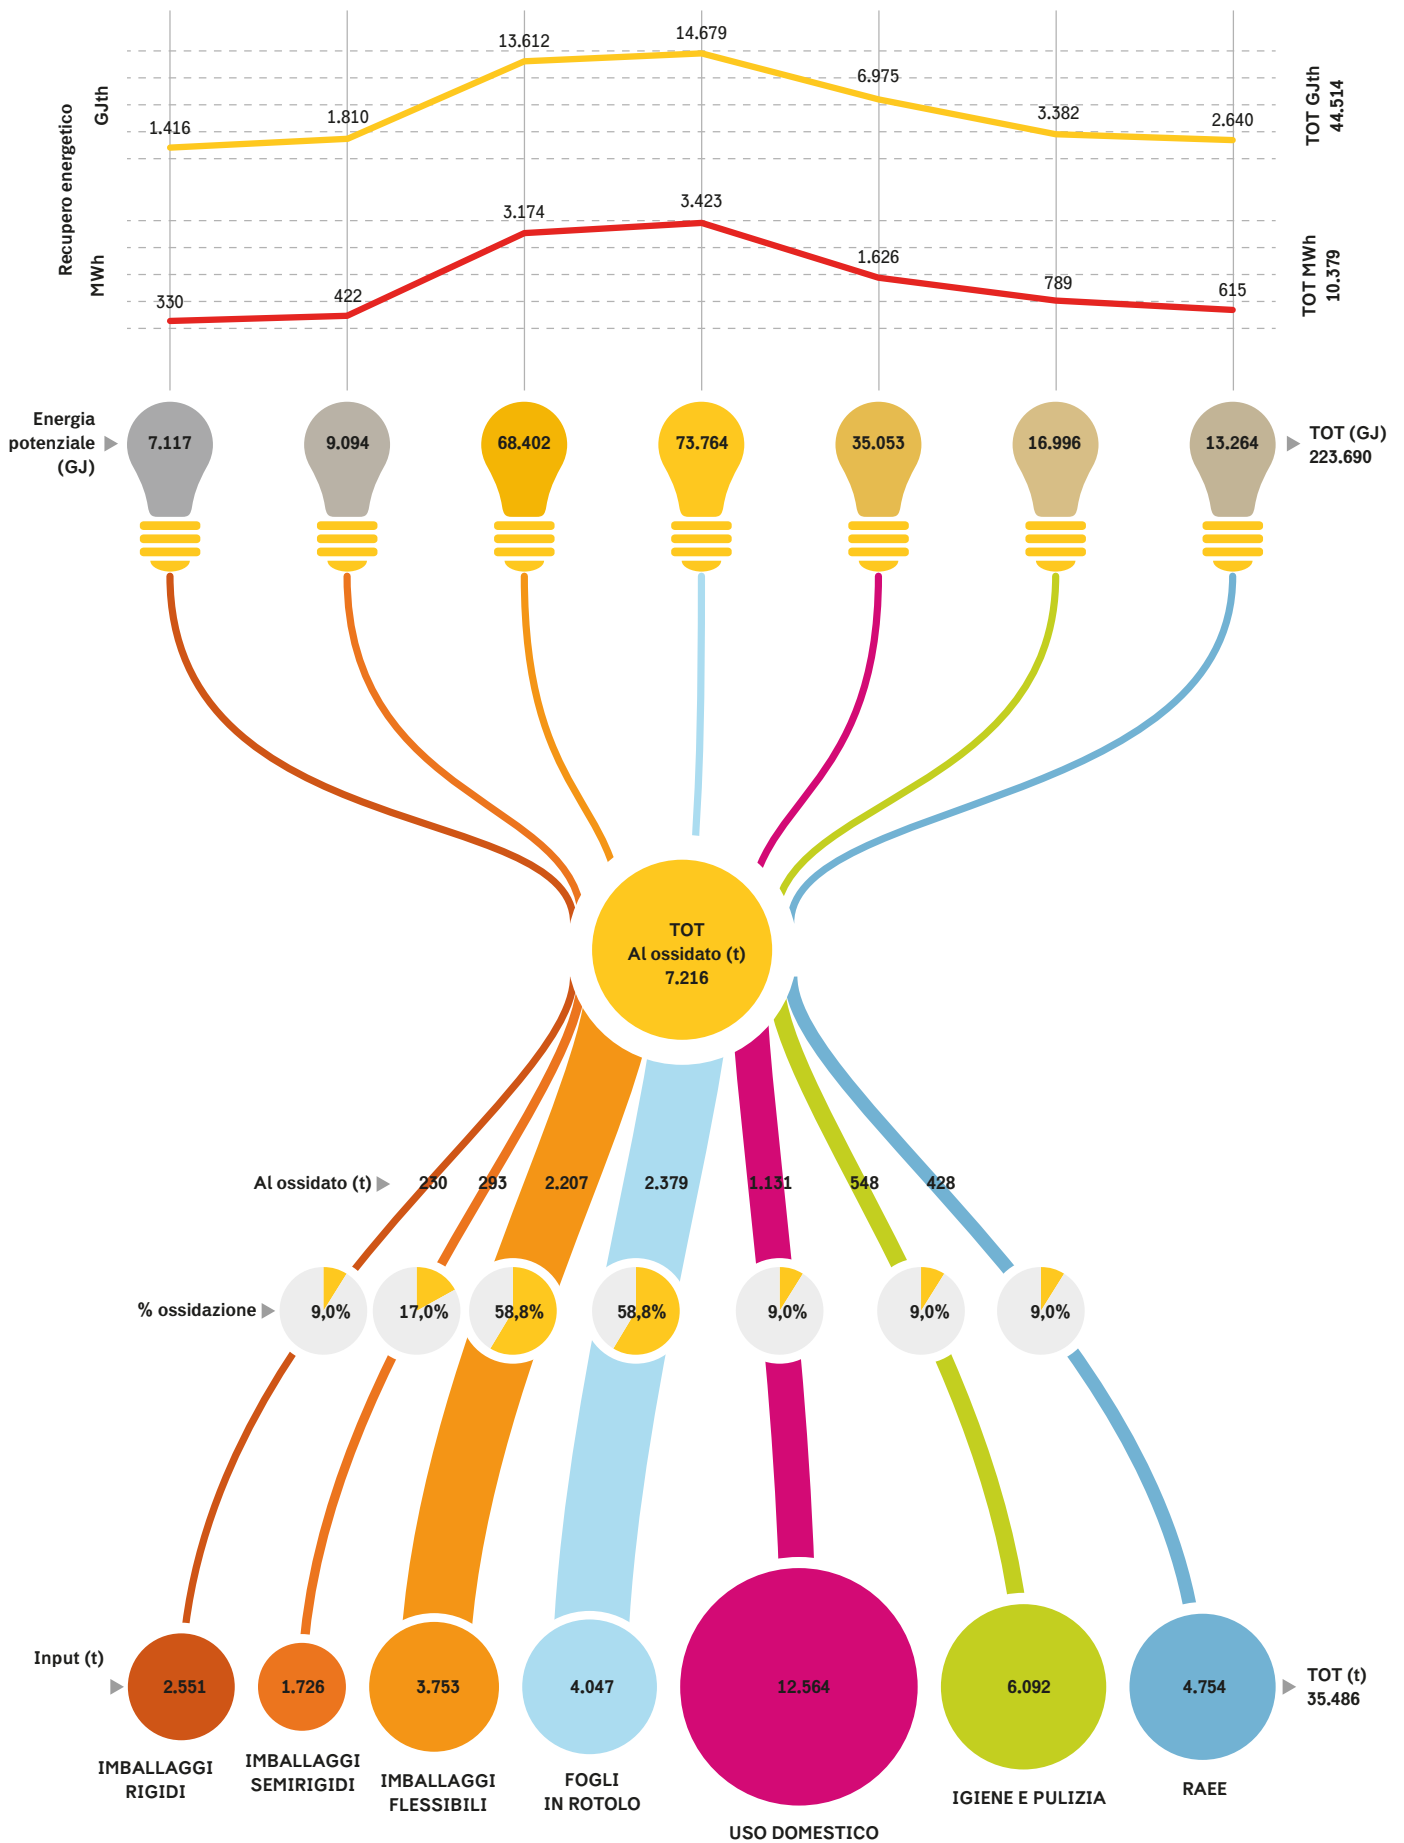 Recupero energetico
GJth
1.416
1.810
13.612
14.679
6.975
3.382
2.640
TOT GJth
44.514
MWh
330
422
3.174
3.423
1.626
789
615
TOT MWh
10.379
Energia
potenziale
(GJ)
7.117
9.094
68.402
73.764
35.053
16.996
13.264
TOT (GJ)
223.690
TOT
Al ossidato (t)
7.216
Al ossidato (t)
230
293
2.207
2.379
1.131
548
428
% ossidazione
9,0%
17,0%
58,8%
58,8%
9,0%
9,0%
9,0%
Input (t)
2.551
1.726
3.753
4.047
12.564
6.092
4.754
TOT (t)
35.486
IMBALLAGGI
RIGIDI
IMBALLAGGI
SEMIRIGIDI
IMBALLAGGI
FLESSIBILI
FOGLI
IN ROTOLO
USO DOMESTICO
IGIENE E PULIZIA
RAEE